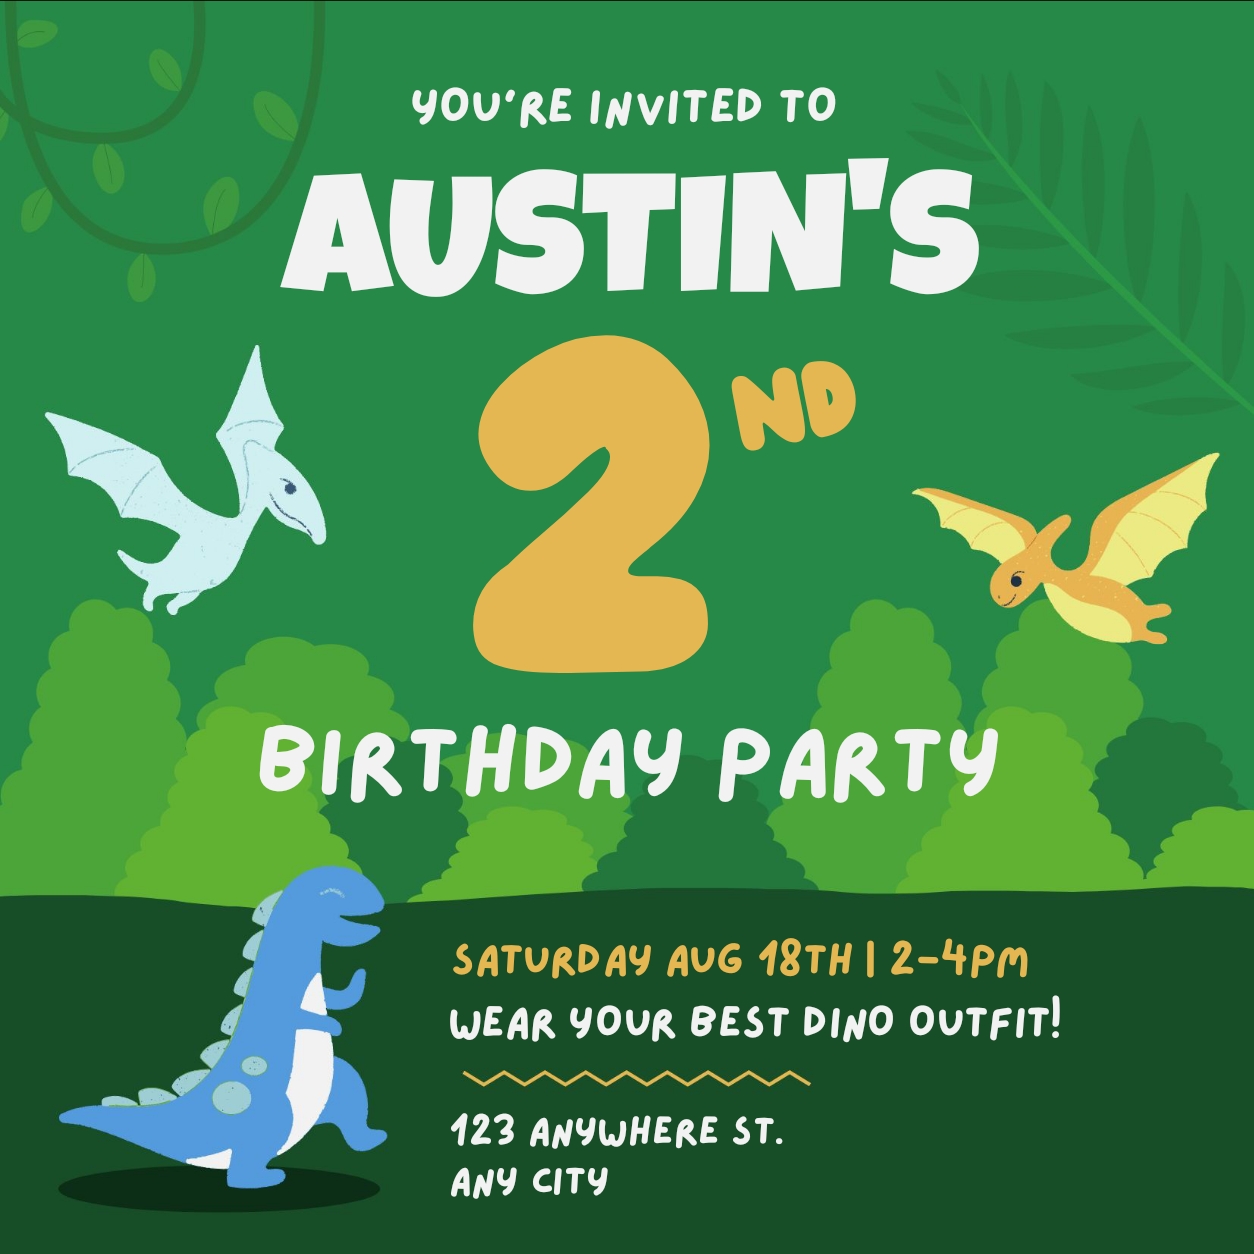 YOU'RE INVITED TO
AUSTIN'S
2ND
BIRTHDAY PARTY
SATURDAY AUG 18TH | 2-4PM
WEAR YOUR BEST DINO OUTFIT!
123 ANYWHERE ST.
ANY CITY